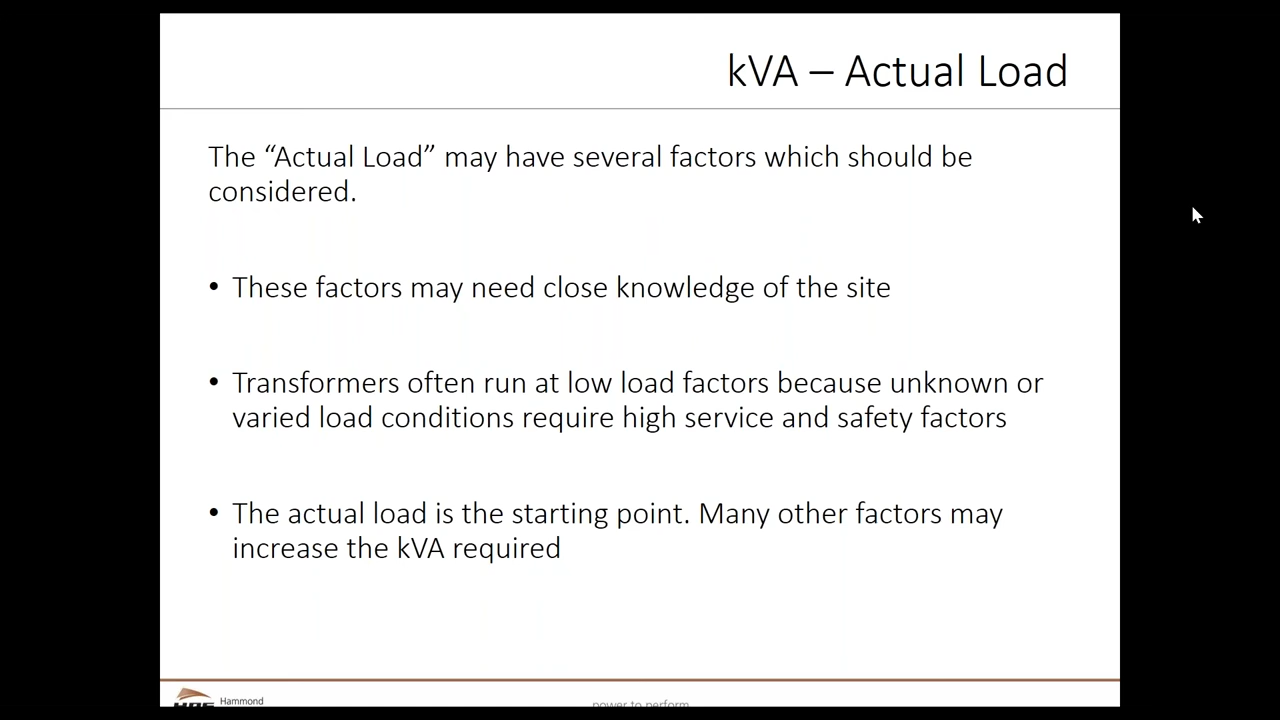 kVA – Actual Load
The “Actual Load” may have several factors which should be
considered.
• These factors may need close knowledge of the site
• Transformers often run at low load factors because unknown or
varied load conditions require high service and safety factors
• The actual load is the starting point. Many other factors may
increase the kVA required
HPS Hammond
power to perform